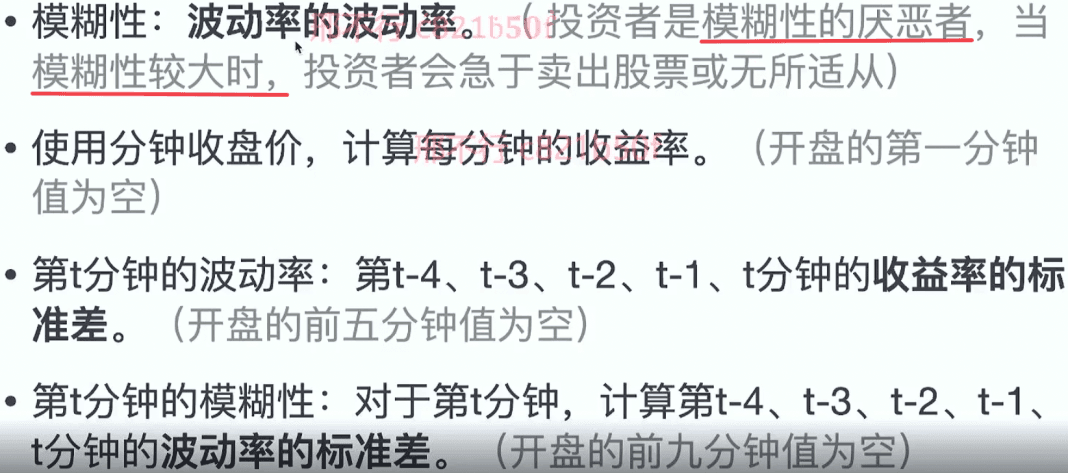 • 模糊性：波动率的波动率。（投资者是模糊性的厌恶者，当
模糊性较大时，投资者会急于卖出股票或无所适从）
• 使用分钟收盘价，计算每分钟的收益率。（开盘的第一分钟
值为空）
• 第t分钟的波动率：第t-4、t-3、t-2、t-1、t分钟的收益率的标
准差。（开盘的前五分钟值为空）
• 第t分钟的模糊性：对于第t分钟，计算第t-4、t-3、t-2、t-1、
t分钟的波动率的标准差。（开盘的前九分钟值为空）